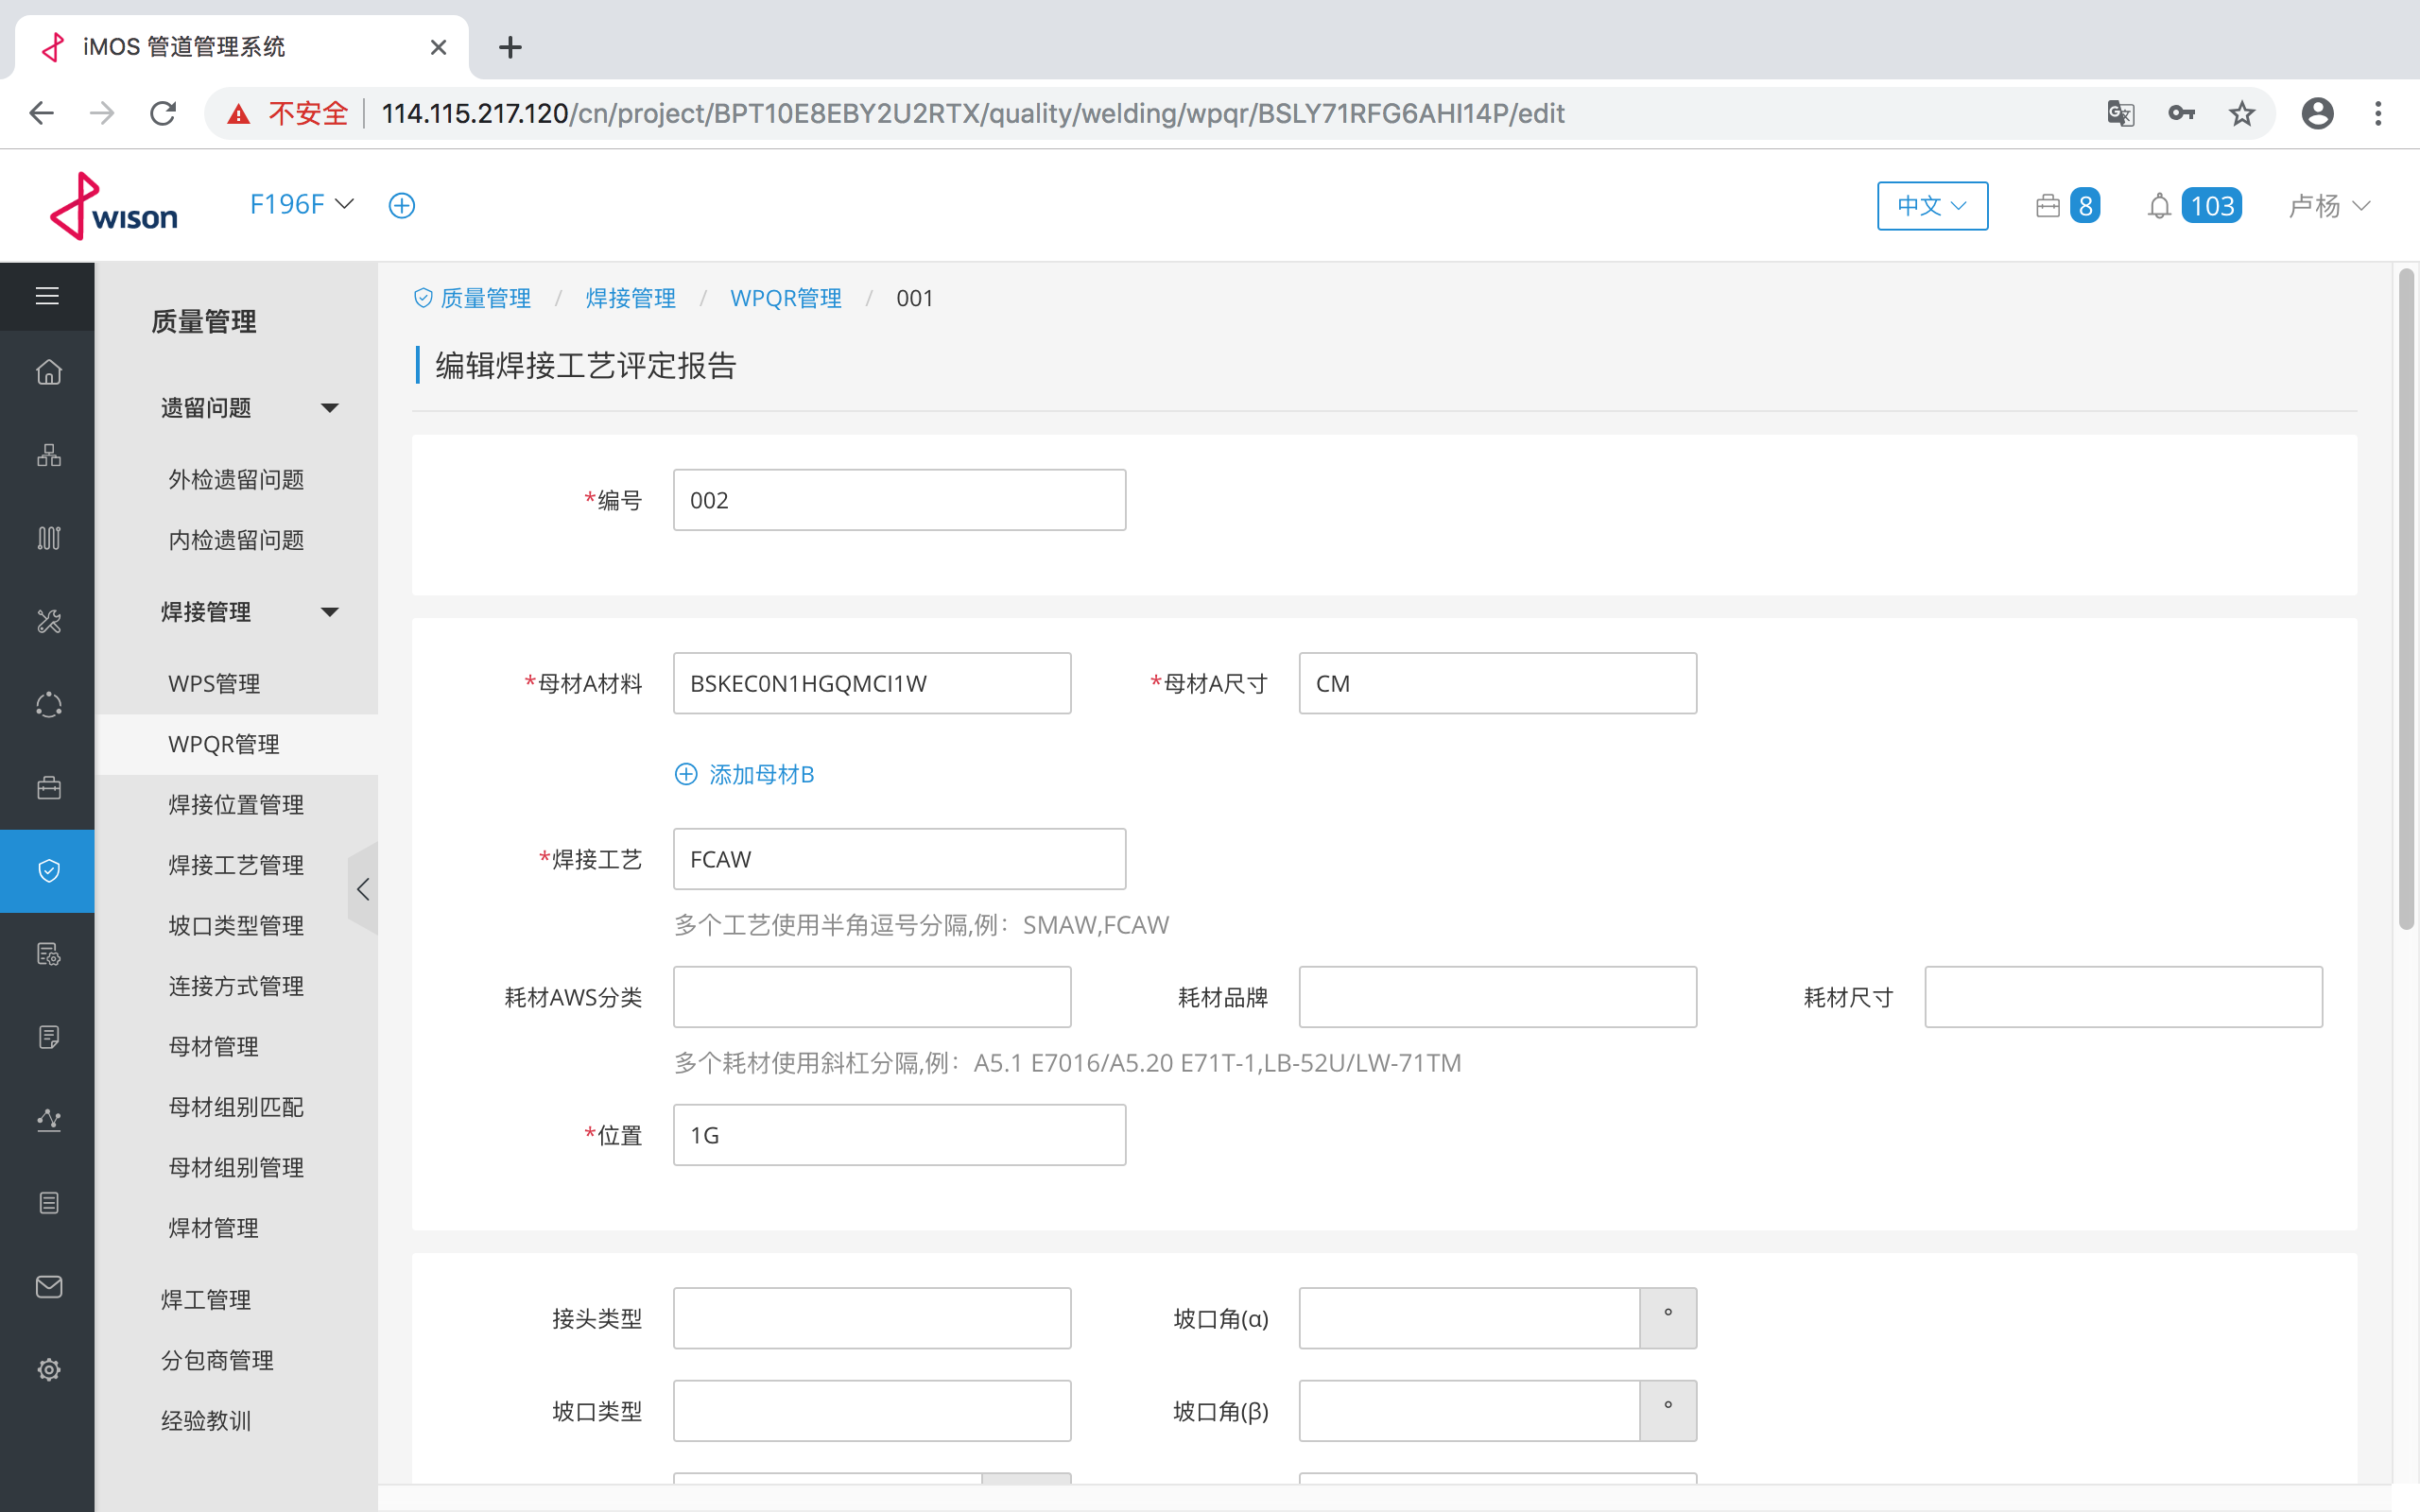 iMOS 管道管理系统
不安全 114.115.217.120/cn/project/BPT10E8EBY2U2RTX/quality/welding/wpqr/BSLY71RFG6AHI14P/edit
wison
F196F
中文
8
103
卢杨
质量管理
遗留问题
外检遗留问题
内检遗留问题
焊接管理
WPS管理
WPQR管理
焊接位置管理
焊接工艺管理
坡口类型管理
连接方式管理
母材管理
母材组别匹配
母材组别管理
焊材管理
焊工管理
分包商管理
经验教训
质量管理 / 焊接管理 / WPQR管理 / 001
编辑焊接工艺评定报告
*编号 002
*母材A材料 BSKEC0N1HGQMCI1W *母材A尺寸 CM
添加母材B
*焊接工艺 FCAW
多个工艺使用半角逗号分隔,例：SMAW,FCAW
耗材AWS分类 耗材品牌 耗材尺寸
多个耗材使用斜杠分隔,例：A5.1 E7016/A5.20 E71T-1,LB-52U/LW-71TM
*位置 1G
接头类型 坡口角(α) °
坡口类型 坡口角(β) °